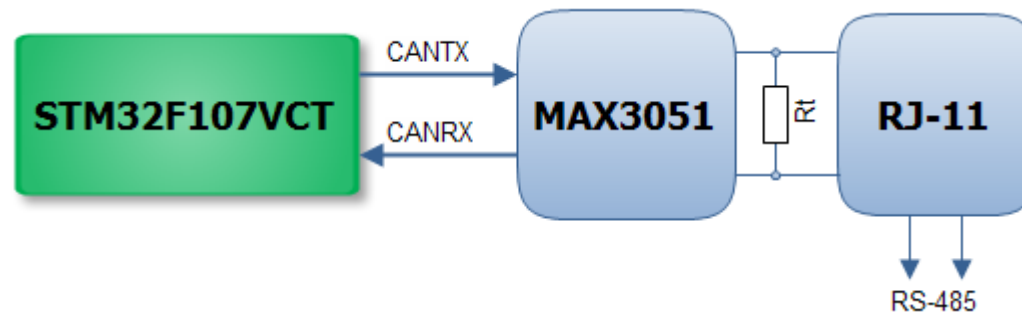 STM32F107VCT
CANTX
CANRX
MAX3051
Rt
RJ-11
RS-485